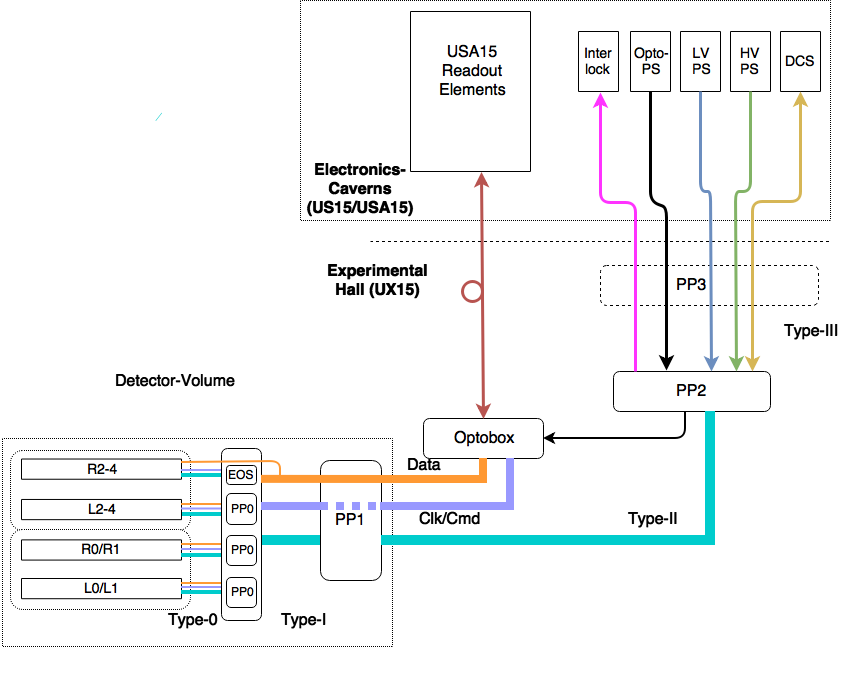 USA15
Readout
Elements
Inter
lock
Opto-
PS
LV
PS
HV
PS
DCS
Electronics-
Caverns
(US15/USA15)
Experimental
Hall (UX15)
PP3
Type-III
Detector-Volume
PP2
Optobox
R2-4
EOS
Data
L2-4
PP0
PP1
Clk/Cmd
Type-II
R0/R1
PP0
L0/L1
PP0
Type-0
Type-I